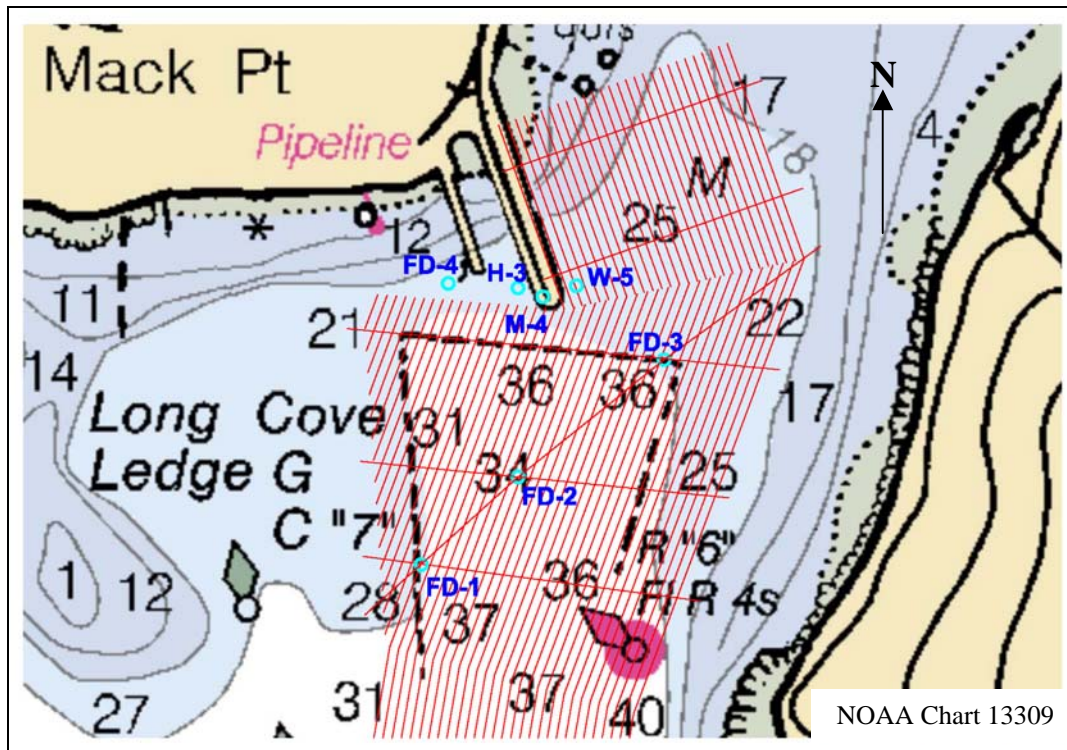 Mack Pt
Pipeline
N
17
18
4
M
25
12
FD-4
H-3
W-5
M-4
11
21
22
FD-3
14
36
36
17
Long Cove
31
Ledge G
34
25
FD-2
C "7"
R "6"
1
12
FD-1
36
Fl R 4s
28
37
27
31
37
40
NOAA Chart 13309